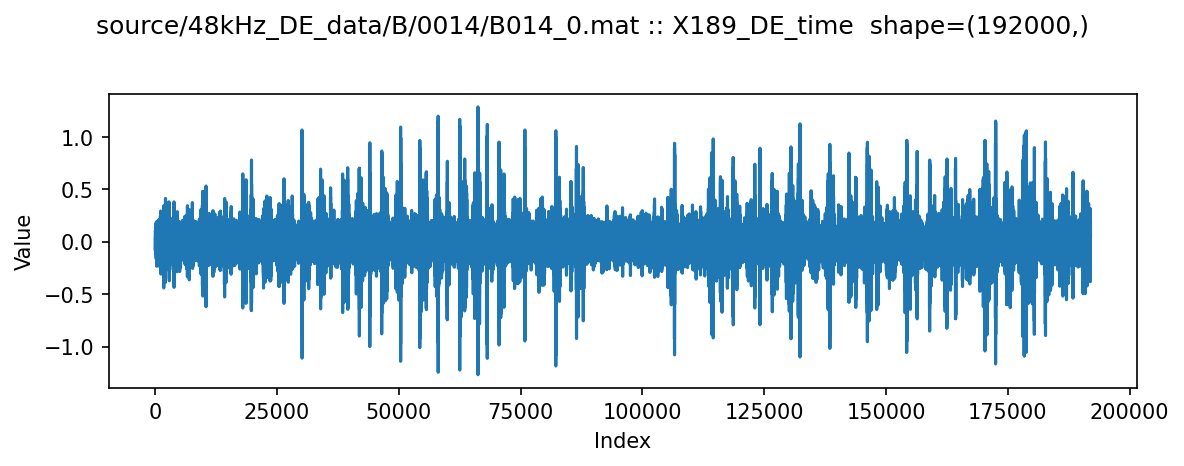 source/48kHz_DE_data/B/0014/B014_0.mat :: X189_DE_time  shape=(192000,)
1.0
0.5
0.0
−0.5
−1.0
Value
0 25000 50000 75000 100000 125000 150000 175000 200000
Index